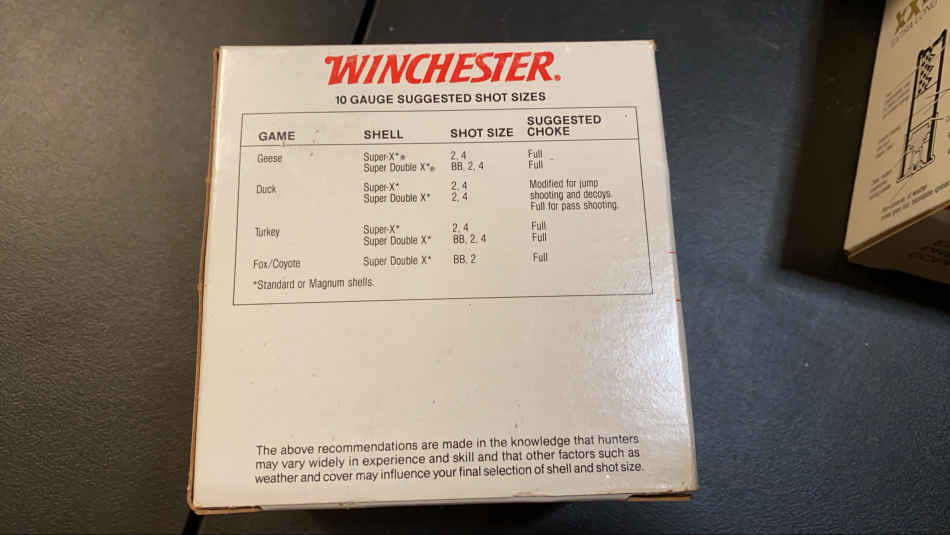 WINCHESTER®
10 GAUGE SUGGESTED SHOT SIZES
GAME SHELL SHOT SIZE SUGGESTED CHOKE
Geese Super-X*® 2, 4 Full
Super Double X*® BB, 2, 4 Full
Duck Super-X* 2, 4 Modified for jump
Super Double X* 2, 4 shooting and decoys.
Full for pass shooting.
Turkey Super-X* 2, 4 Full
Super Double X* BB, 2, 4 Full
Fox/Coyote Super Double X* BB, 2 Full
*Standard or Magnum shells.
The above recommendations are made in the knowledge that hunters
may vary widely in experience and skill and that other factors such as
weather and cover may influence your final selection of shell and shot size.
XX